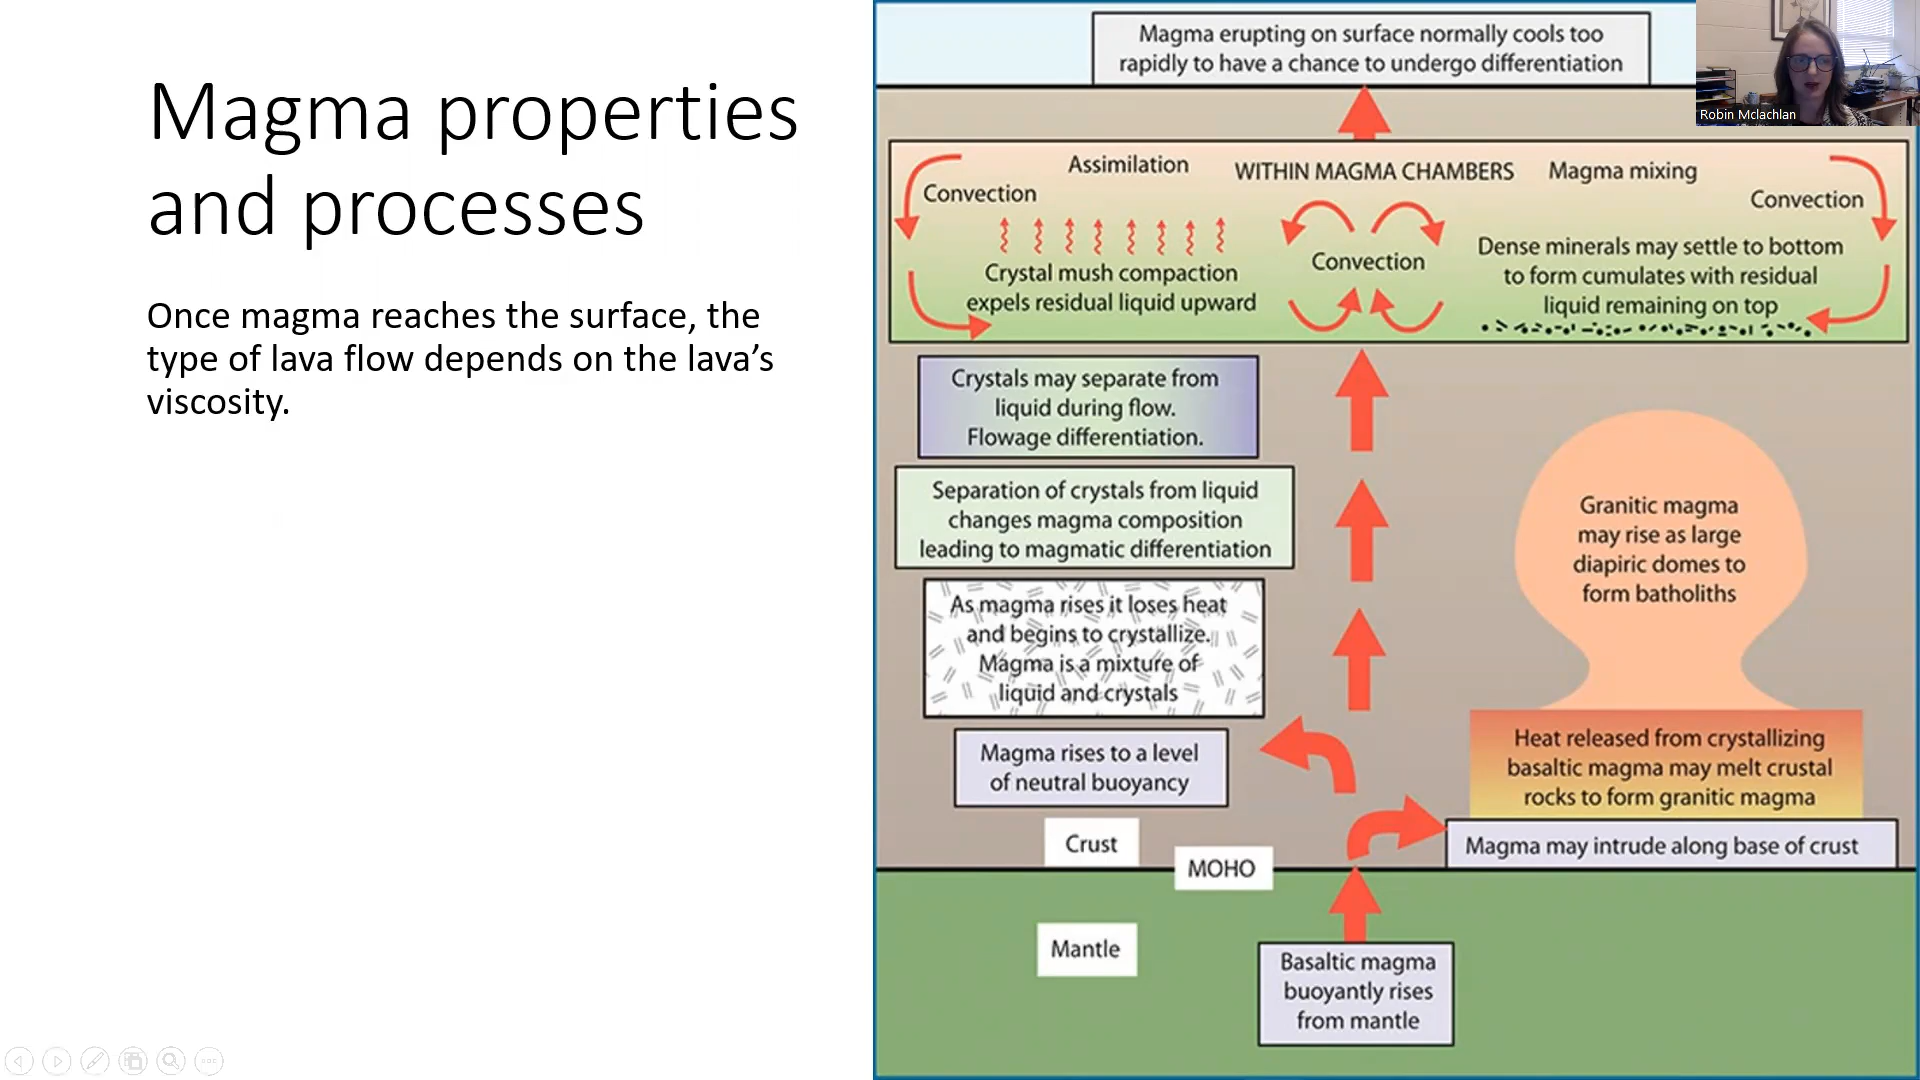 Magma properties
and processes
Once magma reaches the surface, the
type of lava flow depends on the lava’s
viscosity.
Magma erupting on surface normally cools too
rapidly to have a chance to undergo differentiation
Robin Mclachlan
Assimilation
WITHIN MAGMA CHAMBERS
Magma mixing
Convection
Convection
Crystal mush compaction
expels residual liquid upward
Convection
Dense minerals may settle to bottom
to form cumulates with residual
liquid remaining on top
Crystals may separate from
liquid during flow.
Flowage differentiation.
Separation of crystals from liquid
changes magma composition
leading to magmatic differentiation
As magma rises it loses heat
and begins to crystallize.
Magma is a mixture of
liquid and crystals
Magma rises to a level
of neutral buoyancy
Granitic magma
may rise as large
diapiric domes to
form batholiths
Heat released from crystallizing
basaltic magma may melt crustal
rocks to form granitic magma
Magma may intrude along base of crust
Crust
MOHO
Mantle
Basaltic magma
buoyantly rises
from mantle